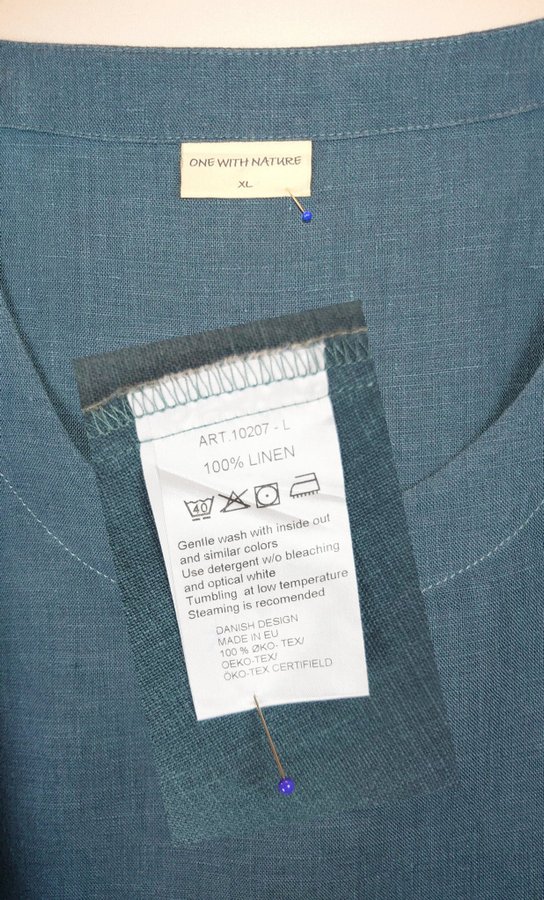 ONE WITH NATURE
XL
ART.10207 - L
100% LINEN
40
Gentle wash with inside out
and similar colors
Use detergent w/o bleaching
and optical white
Tumbling at low temperature
Steaming is recomended
DANISH DESIGN
MADE IN EU
100 % ØKO- TEX/
OEKO-TEX/
ÖKO-TEX CERTIFIELD